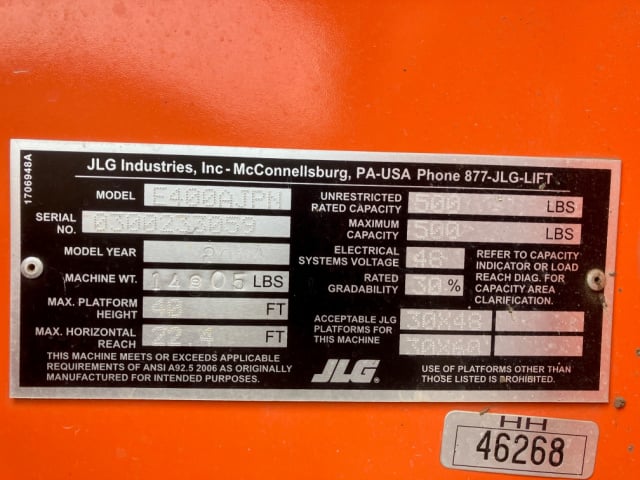 1706948A
JLG Industries, Inc - McConnellsburg, PA-USA Phone 877-JLG-LIFT
MODEL E400AJPN
SERIAL NO.
MODEL YEAR
MACHINE WT. LBS
MAX. PLATFORM HEIGHT 40 FT
MAX. HORIZONTAL REACH FT
THIS MACHINE MEETS OR EXCEEDS APPLICABLE
REQUIREMENTS OF ANSI A92.5 2006 AS ORIGINALLY
MANUFACTURED FOR INTENDED PURPOSES.
UNRESTRICTED
RATED CAPACITY 500 LBS
MAXIMUM
CAPACITY 500 LBS
ELECTRICAL
SYSTEMS VOLTAGE 48
RATED
GRADABILITY 30 %
REFER TO CAPACITY
INDICATOR OR LOAD
REACH DIAG. FOR
CAPACITY AREA
CLARIFICATION.
ACCEPTABLE JLG
PLATFORMS FOR
THIS MACHINE
30X48
30X60
JLG
USE OF PLATFORMS OTHER THAN
THOSE LISTED IS PROHIBITED.
HH
46268